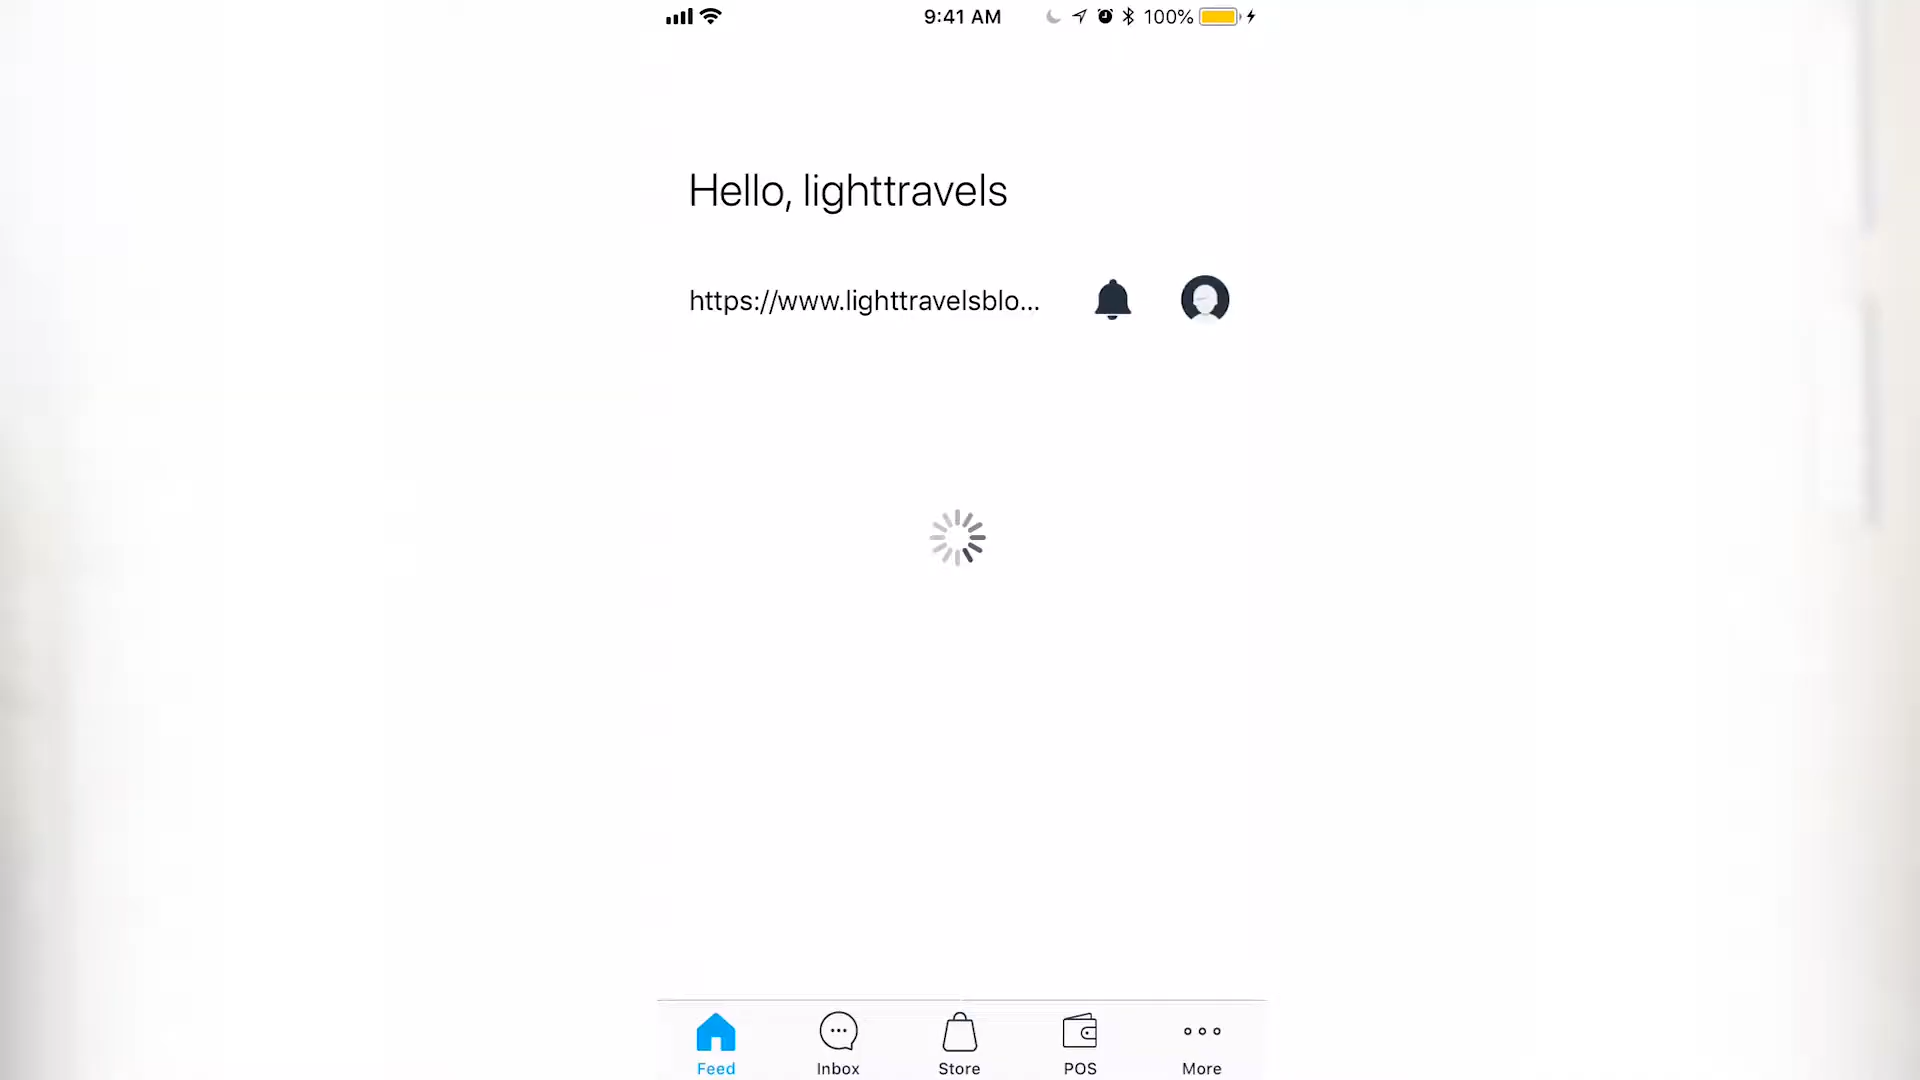 9:41 AM 100%
Hello, lighttravels
https://www.lighttravelsblo...
Feed Inbox Store POS More